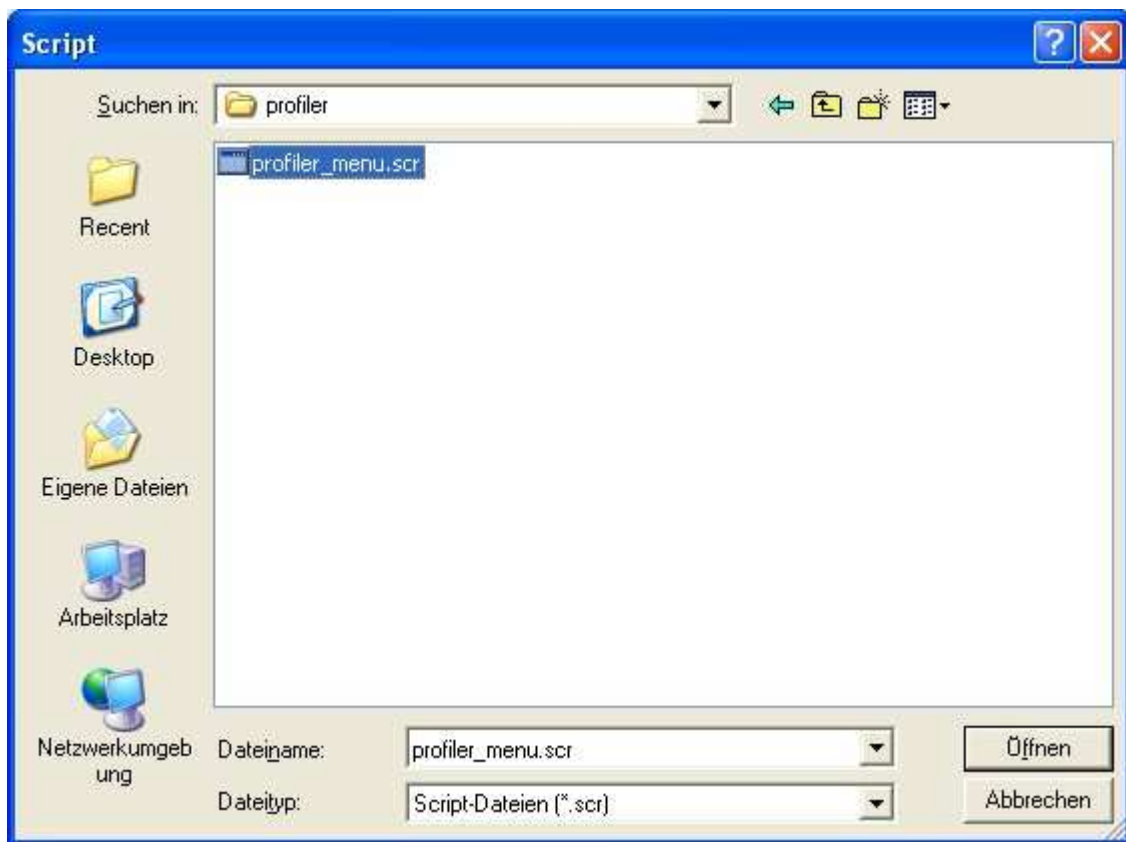 Script
Suchen in:
profiler
profiler_menu.scr
Recent
Desktop
Eigene Dateien
Arbeitsplatz
Netzwerkumgeb
ung
Dateiname:
profiler_menu.scr
Öffnen
Dateityp:
Script-Dateien (*.scr)
Abbrechen